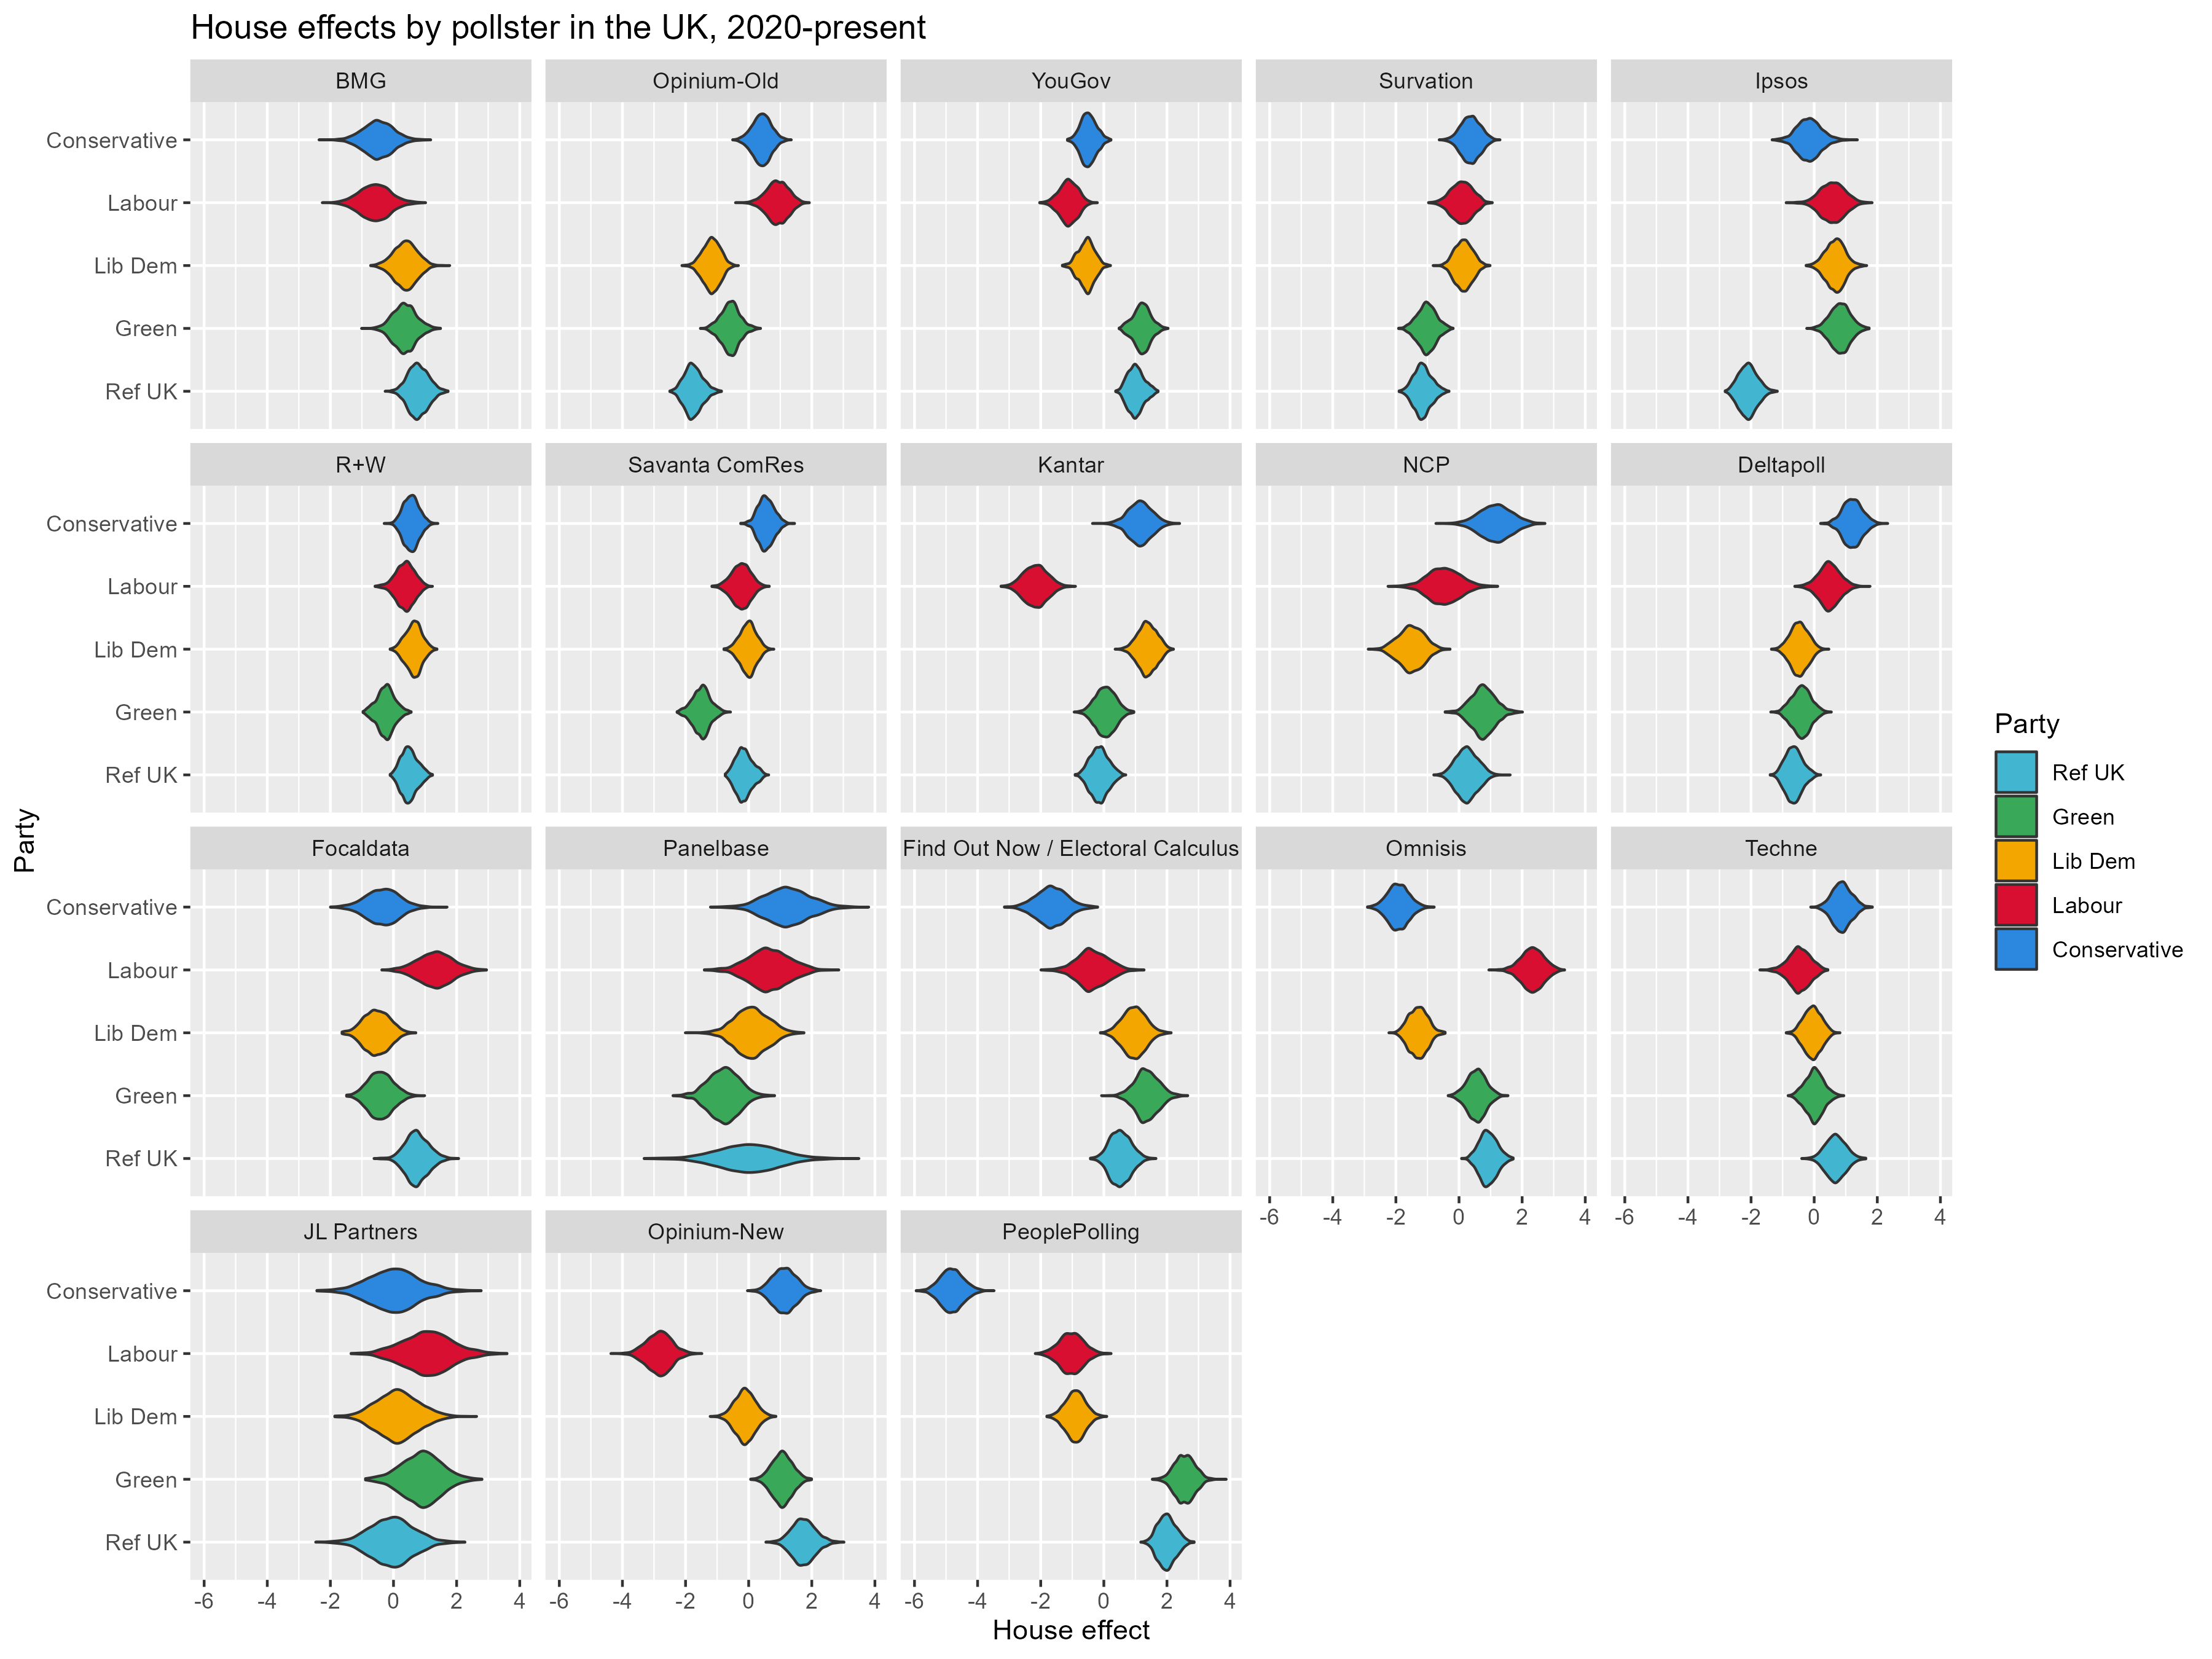 House effects by pollster in the UK, 2020-present
BMG
Opinium-Old
YouGov
Survation
Ipsos
Conservative
Labour
Lib Dem
Green
Ref UK
R+W
Savanta ComRes
Kantar
NCP
Deltapoll
Conservative
Labour
Lib Dem
Green
Ref UK
Party
Focaldata
Panelbase
Find Out Now / Electoral Calculus
Omnisis
Techne
Conservative
Labour
Lib Dem
Green
Ref UK
-6 -4 -2 0 2 4
-6 -4 -2 0 2 4
JL Partners
Opinium-New
PeoplePolling
Conservative
Labour
Lib Dem
Green
Ref UK
-6 -4 -2 0 2 4
-6 -4 -2 0 2 4
-6 -4 -2 0 2 4
House effect
Party
Ref UK
Green
Lib Dem
Labour
Conservative